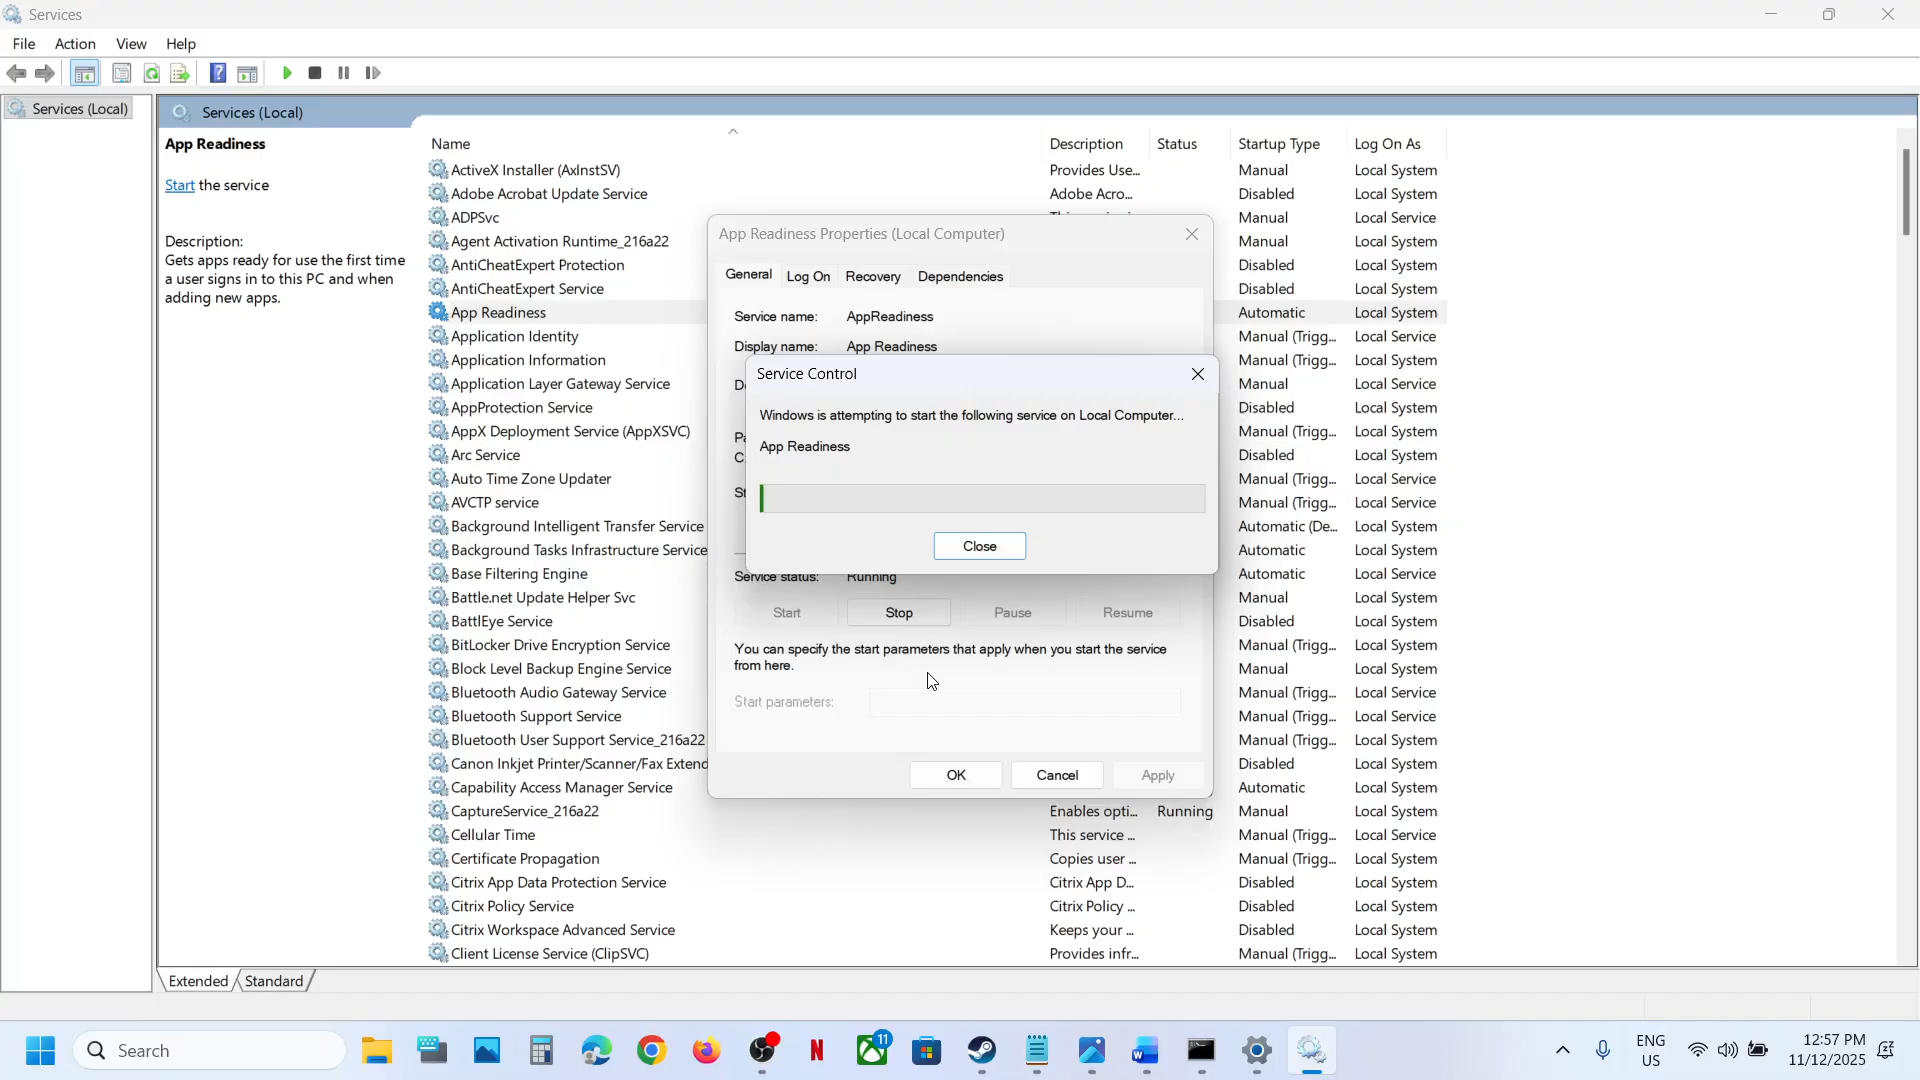 Services
File Action View Help
Services (Local)
Services (Local)
App Readiness
Start the service
Description:
Gets apps ready for use the first time
a user signs in to this PC and when
adding new apps.
Name Description Status Startup Type Log On As
ActiveX Installer (AxInstSV) Provides Use... Manual Local System
Adobe Acrobat Update Service Adobe Acro... Disabled Local System
ADPSvc Manual Local Service
Agent Activation Runtime_216a22 Manual Local System
AntiCheatExpert Protection Disabled Local System
AntiCheatExpert Service Disabled Local System
App Readiness Automatic Local System
Application Identity Manual (Trigg... Local Service
Application Information Manual (Trigg... Local System
Application Layer Gateway Service Manual Local Service
AppProtection Service Disabled Local System
AppX Deployment Service (AppXSVC) Manual (Trigg... Local System
Arc Service Disabled Local System
Auto Time Zone Updater Manual (Trigg... Local Service
AVCTP service Manual (Trigg... Local Service
Background Intelligent Transfer Service Automatic (De... Local System
Background Tasks Infrastructure Service Automatic Local System
Base Filtering Engine Automatic Local Service
Battle.net Update Helper Svc Manual Local System
BattlEye Service Disabled Local System
BitLocker Drive Encryption Service Manual (Trigg... Local System
Block Level Backup Engine Service Manual Local System
Bluetooth Audio Gateway Service Manual (Trigg... Local Service
Bluetooth Support Service Manual (Trigg... Local Service
Bluetooth User Support Service_216a22 Manual (Trigg... Local System
Canon Inkjet Printer/Scanner/Fax Extend Disabled Local System
Capability Access Manager Service Automatic Local System
CaptureService_216a22 Enables opti... Running Manual Local System
Cellular Time This service ... Manual (Trigg... Local Service
Certificate Propagation Copies user ... Manual (Trigg... Local System
Citrix App Data Protection Service Citrix App D... Disabled Local System
Citrix Policy Service Citrix Policy ... Disabled Local System
Citrix Workspace Advanced Service Keeps your ... Disabled Local System
Client License Service (ClipSVC) Provides infr... Manual (Trigg... Local System
App Readiness Properties (Local Computer)
General Log On Recovery Dependencies
Service name: AppReadiness
Display name: App Readiness
Service Control
Windows is attempting to start the following service on Local Computer...
App Readiness
Close
Service status: Running
Start Stop Pause Resume
You can specify the start parameters that apply when you start the service
from here.
Start parameters:
OK Cancel Apply
Extended Standard
Search
11
ENG
US
12:57 PM
11/12/2025